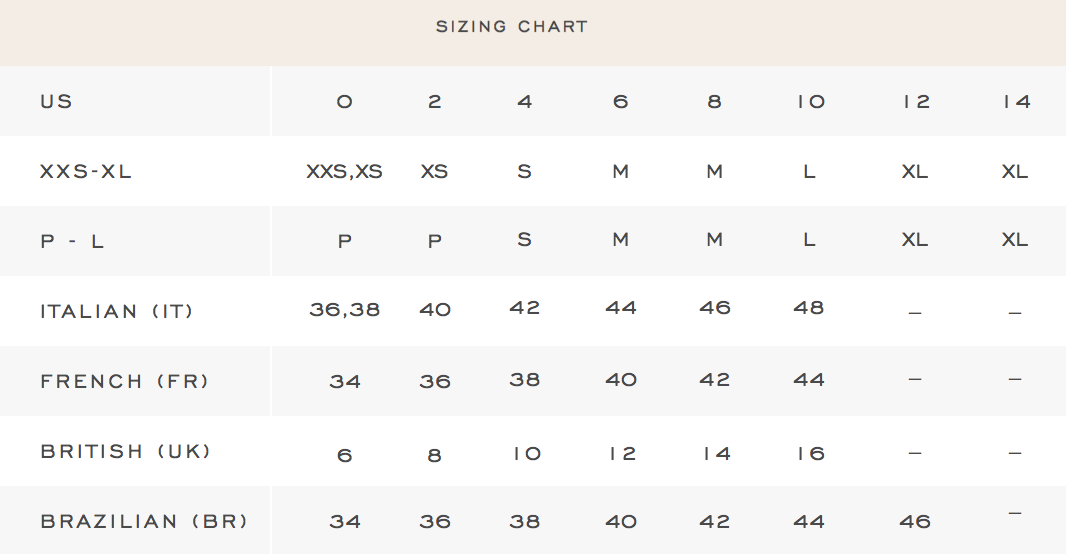 SIZING CHART
US 0 2 4 6 8 10 12 14
XXS-XL XXS,XS XS S M M L XL XL
P - L P P S M M L XL XL
ITALIAN (IT) 36,38 40 42 44 46 48 – –
FRENCH (FR) 34 36 38 40 42 44 – –
BRITISH (UK) 6 8 10 12 14 16 – –
BRAZILIAN (BR) 34 36 38 40 42 44 46 –